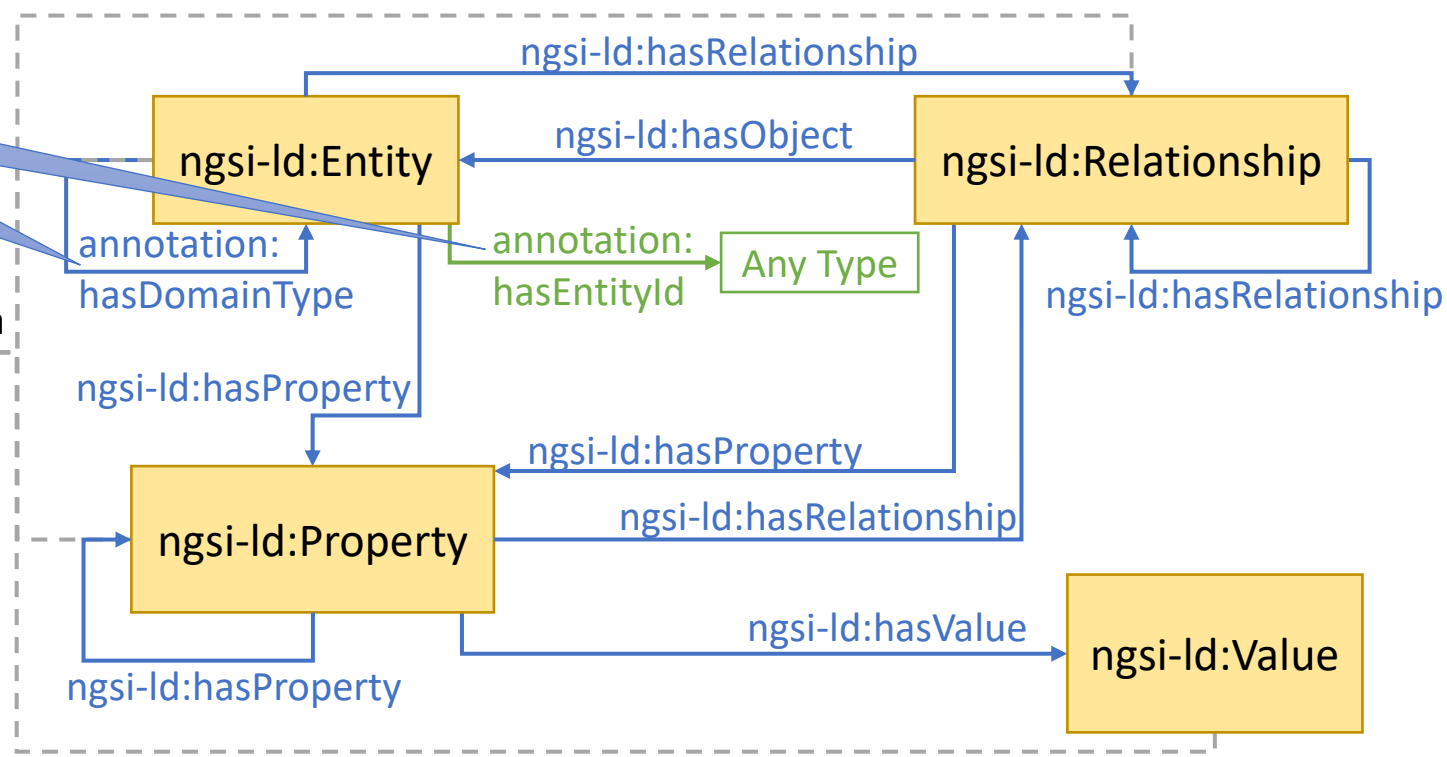 ngsi-ld:hasRelationship
ngsi-ld:Entity
ngsi-ld:hasObject
ngsi-ld:Relationship
annotation:
hasDomainType
annotation:
hasEntityId
Any Type
ngsi-ld:hasRelationship
ngsi-ld:hasProperty
ngsi-ld:hasProperty
ngsi-ld:hasRelationship
ngsi-ld:Property
ngsi-ld:hasValue
ngsi-ld:Value
ngsi-ld:hasProperty